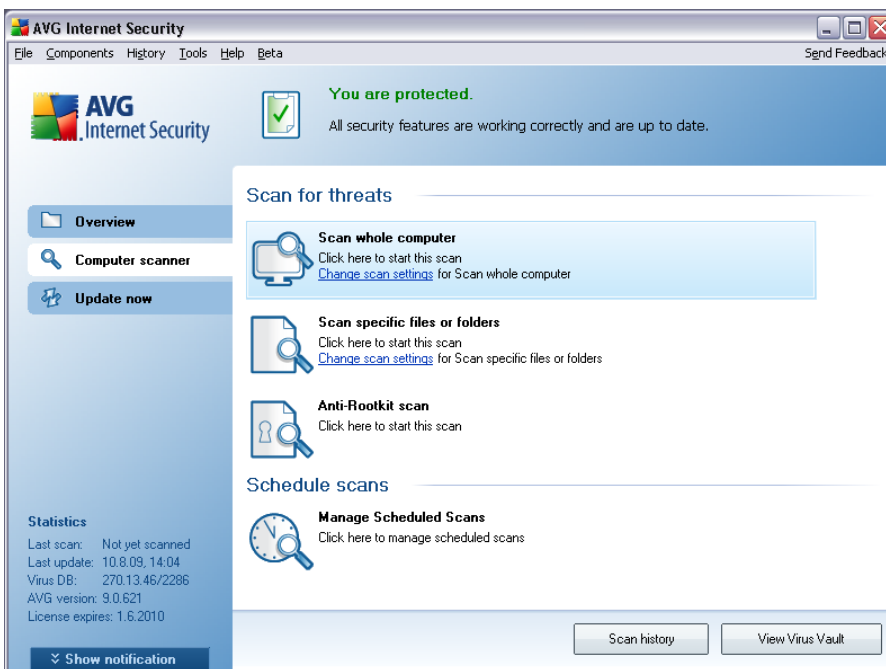 AVG Internet Security
File Components History Tools Help Beta
Send Feedback
AVG
Internet Security
You are protected.
All security features are working correctly and are up to date.
Overview
Computer scanner
Update now
Scan for threats
Scan whole computer
Click here to start this scan
Change scan settings for Scan whole computer
Scan specific files or folders
Click here to start this scan
Change scan settings for Scan specific files or folders
Anti-Rootkit scan
Click here to start this scan
Schedule scans
Manage Scheduled Scans
Click here to manage scheduled scans
Statistics
Last scan: Not yet scanned
Last update: 10.8.09, 14:04
Virus DB: 270.13.46/2286
AVG version: 9.0.621
License expires: 1.6.2010
Show notification
Scan history
View Virus Vault